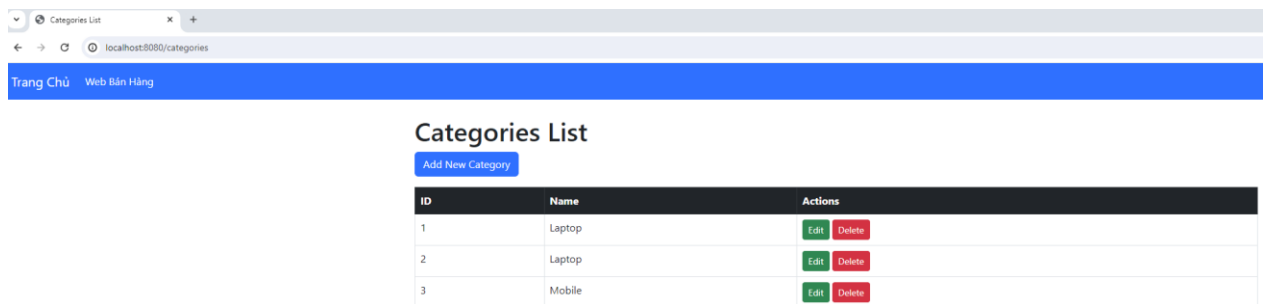 Categories List
localhost:8080/categories
Trang Chủ Web Bán Hàng
Categories List
Add New Category
ID Name Actions
1 Laptop Edit Delete
2 Laptop Edit Delete
3 Mobile Edit Delete